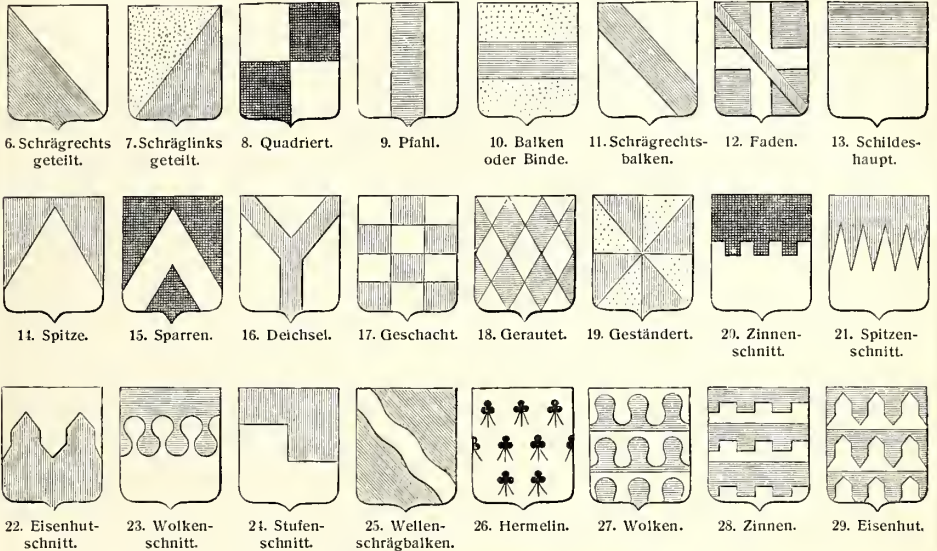 6. Schrägrechts geteilt.
7. Schräglinks geteilt.
8. Quadriert.
9. Pfahl.
10. Balken oder Binde.
11. Schrägrechts-balken.
12. Faden.
13. Schildes-haupt.
14. Spitze.
15. Sparren.
16. Deichsel.
17. Geschacht.
18. Gerautet.
19. Geständert.
20. Zinnen-schnitt.
21. Spitzen-schnitt.
22. Eisenhut-schnitt.
23. Wolken-schnitt.
24. Stufen-schnitt.
25. Wellen-schrägbalken.
26. Hermelin.
27. Wolken.
28. Zinnen.
29. Eisenhut.